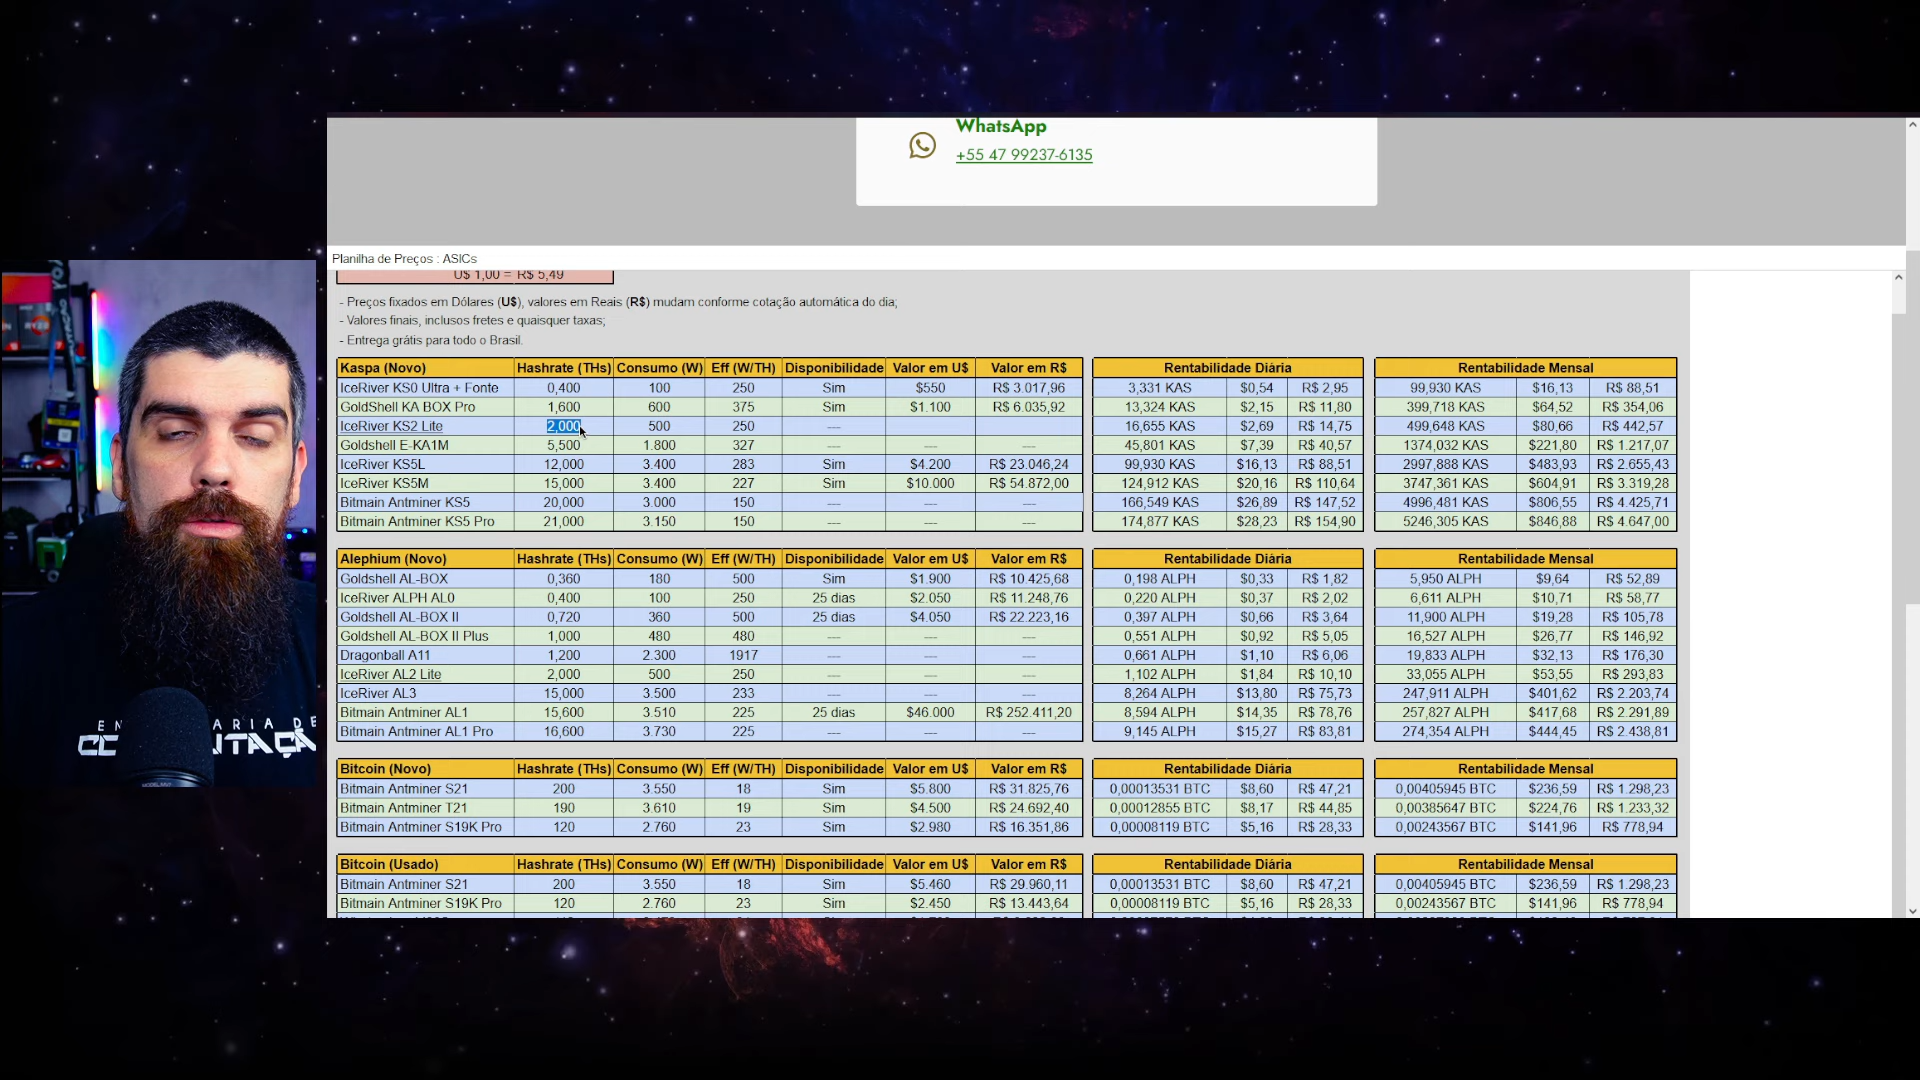 WhatsApp
+55 47 99237-6135
Planilha de Preços : ASICs
U$ 1,00 = R$ 5,49
- Preços fixados em Dólares (U$), valores em Reais (R$) mudam conforme cotação automática do dia;
- Valores finais, inclusos fretes e quaisquer taxas;
- Entrega grátis para todo o Brasil.
Kaspa (Novo) Hashrate (THs) Consumo (W) Eff (W/TH) Disponibilidade Valor em U$ Valor em R$ Rentabilidade Diária Rentabilidade Mensal
IceRiver KS0 Ultra + Fonte 0,400 100 250 Sim $550 R$ 3.017,96 3,331 KAS $0,54 R$ 2,95 99,930 KAS $16,13 R$ 88,51
GoldShell KA BOX Pro 1,600 600 375 Sim $1.100 R$ 6.035,92 13,324 KAS $2,15 R$ 11,80 399,718 KAS $64,52 R$ 354,06
IceRiver KS2 Lite 2,000 500 250 16,655 KAS $2,69 R$ 14,75 499,648 KAS $80,66 R$ 442,57
Goldshell E-KA1M 5,500 1.800 327 --- --- --- 45,801 KAS $7,39 R$ 40,57 1374,032 KAS $221,80 R$ 1.217,07
IceRiver KS5L 12,000 3.400 283 Sim $4.200 R$ 23.046,24 99,930 KAS $16,13 R$ 88,51 2997,888 KAS $483,93 R$ 2.655,43
IceRiver KS5M 15,000 3.400 227 Sim $10.000 R$ 54.872,00 124,912 KAS $20,16 R$ 110,64 3747,361 KAS $604,91 R$ 3.319,28
Bitmain Antminer KS5 20,000 3.000 150 --- --- --- 166,549 KAS $26,89 R$ 147,52 4996,481 KAS $806,55 R$ 4.425,71
Bitmain Antminer KS5 Pro 21,000 3.150 150 --- --- --- 174,877 KAS $28,23 R$ 154,90 5246,305 KAS $846,88 R$ 4.647,00
Alephium (Novo) Hashrate (THs) Consumo (W) Eff (W/TH) Disponibilidade Valor em U$ Valor em R$ Rentabilidade Diária Rentabilidade Mensal
Goldshell AL-BOX 0,360 180 500 Sim $1.900 R$ 10.425,68 0,198 ALPH $0,33 R$ 1,82 5,950 ALPH $9,64 R$ 52,89
IceRiver ALPH AL0 0,400 100 250 25 dias $2.050 R$ 11.248,76 0,220 ALPH $0,37 R$ 2,02 6,611 ALPH $10,71 R$ 58,77
Goldshell AL-BOX II 0,720 360 500 25 dias $4.050 R$ 22.223,16 0,397 ALPH $0,66 R$ 3,64 11,900 ALPH $19,28 R$ 105,78
Goldshell AL-BOX II Plus 1,000 480 480 --- --- --- 0,551 ALPH $0,92 R$ 5,05 16,527 ALPH $26,77 R$ 146,92
Dragonball A11 1,200 2.300 1917 --- --- --- 0,661 ALPH $1,10 R$ 6,06 19,833 ALPH $32,13 R$ 176,30
IceRiver AL2 Lite 2,000 500 250 --- --- --- 1,102 ALPH $1,84 R$ 10,10 33,055 ALPH $53,55 R$ 293,83
IceRiver AL3 15,000 3.500 233 --- --- --- 8,264 ALPH $13,80 R$ 75,73 247,911 ALPH $401,62 R$ 2.203,74
Bitmain Antminer AL1 15,600 3.510 225 25 dias $46.000 R$ 252.411,20 8,594 ALPH $14,35 R$ 78,76 257,827 ALPH $417,68 R$ 2.291,89
Bitmain Antminer AL1 Pro 16,600 3.730 225 --- --- --- 9,145 ALPH $15,27 R$ 83,81 274,354 ALPH $444,45 R$ 2.438,81
Bitcoin (Novo) Hashrate (THs) Consumo (W) Eff (W/TH) Disponibilidade Valor em U$ Valor em R$ Rentabilidade Diária Rentabilidade Mensal
Bitmain Antminer S21 200 3.550 18 Sim $5.800 R$ 31.825,76 0,00013531 BTC $8,60 R$ 47,21 0,00405945 BTC $236,59 R$ 1.298,23
Bitmain Antminer T21 190 3.610 19 Sim $4.500 R$ 24.692,40 0,00012855 BTC $8,17 R$ 44,85 0,00385647 BTC $224,76 R$ 1.233,32
Bitmain Antminer S19K Pro 120 2.760 23 Sim $2.980 R$ 16.351,86 0,00008119 BTC $5,16 R$ 28,33 0,00243567 BTC $141,96 R$ 778,94
Bitcoin (Usado) Hashrate (THs) Consumo (W) Eff (W/TH) Disponibilidade Valor em U$ Valor em R$ Rentabilidade Diária Rentabilidade Mensal
Bitmain Antminer S21 200 3.550 18 Sim $5.460 R$ 29.960,11 0,00013531 BTC $8,60 R$ 47,21 0,00405945 BTC $236,59 R$ 1.298,23
Bitmain Antminer S19K Pro 120 2.760 23 Sim $2.450 R$ 13.443,64 0,00008119 BTC $5,16 R$ 28,33 0,00243567 BTC $141,96 R$ 778,94